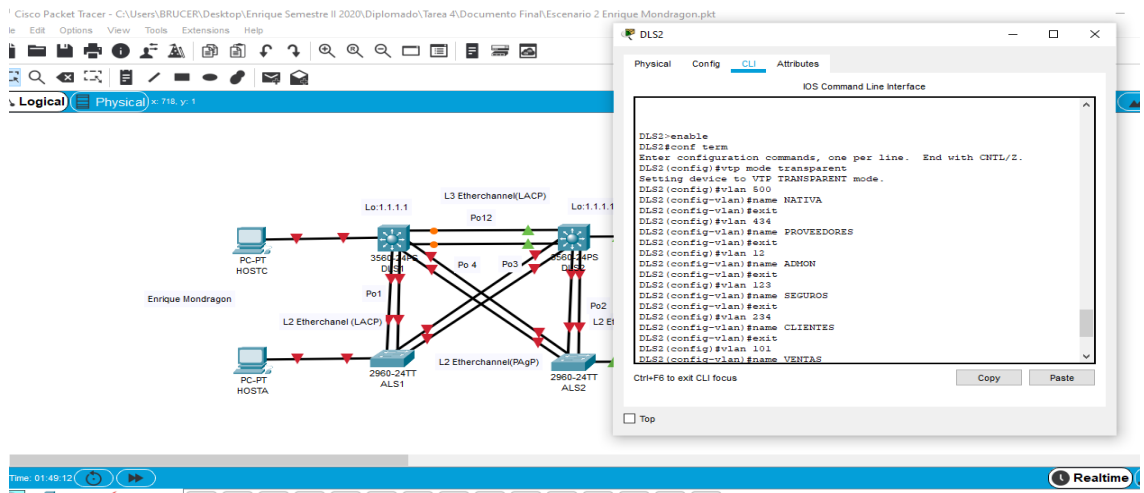 Cisco Packet Tracer - C:\Users\BRUCER\Desktop\Enrique Semestre II 2020\Diplomado\Tarea 4\Documento Final\Escenario 2 Enrique Mondragon.pkt
Edit Options View Tools Extensions Help
Logical Physical x: 718, y: 1
L3 Etherchannel(LACP)
Lo:1.1.1.1
Lo:1.1.1.1
Po12
PC-PT
HOSTC
3560-24PS
DLS1
Po 4
Po3
3560-24PS
DLS2
Enrique Mondragon
Po1
Po2
L2 Etherchanel (LACP)
L2 Et
L2 Etherchannel(PAgP)
PC-PT
HOSTA
2960-24TT
ALS1
2960-24TT
ALS2
Time: 01:49:12
Realtime
DLS2
Physical Config CLI Attributes
IOS Command Line Interface
DLS2>enable
DLS2#conf term
Enter configuration commands, one per line. End with CNTL/Z.
DLS2(config)#vtp mode transparent
Setting device to VTP TRANSPARENT mode.
DLS2(config)#vlan 500
DLS2(config-vlan)#name NATIVA
DLS2(config-vlan)#exit
DLS2(config)#vlan 434
DLS2(config-vlan)#name PROVEEDORES
DLS2(config-vlan)#exit
DLS2(config)#vlan 12
DLS2(config-vlan)#name ADMON
DLS2(config-vlan)#exit
DLS2(config)#vlan 123
DLS2(config-vlan)#name SEGUROS
DLS2(config-vlan)#exit
DLS2(config)#vlan 234
DLS2(config-vlan)#name CLIENTES
DLS2(config-vlan)#exit
DLS2(config)#vlan 101
DLS2(config-vlan)#name VENTAS
Ctrl+F6 to exit CLI focus
Copy
Paste
Top